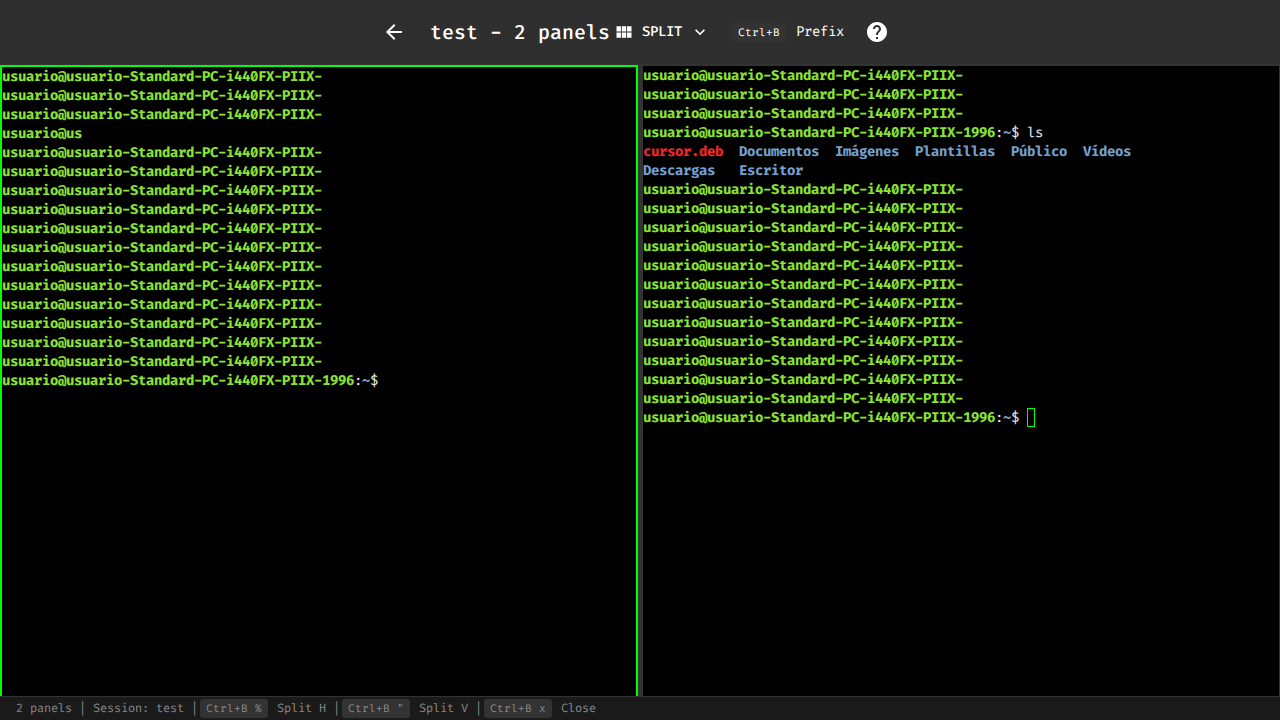 test - 2 panels SPLIT Ctrl+B Prefix
usuario@usuario-Standard-PC-i440FX-PIIX-
usuario@usuario-Standard-PC-i440FX-PIIX-
usuario@usuario-Standard-PC-i440FX-PIIX-
usuario@us
usuario@usuario-Standard-PC-i440FX-PIIX-
usuario@usuario-Standard-PC-i440FX-PIIX-
usuario@usuario-Standard-PC-i440FX-PIIX-
usuario@usuario-Standard-PC-i440FX-PIIX-
usuario@usuario-Standard-PC-i440FX-PIIX-
usuario@usuario-Standard-PC-i440FX-PIIX-
usuario@usuario-Standard-PC-i440FX-PIIX-
usuario@usuario-Standard-PC-i440FX-PIIX-
usuario@usuario-Standard-PC-i440FX-PIIX-
usuario@usuario-Standard-PC-i440FX-PIIX-
usuario@usuario-Standard-PC-i440FX-PIIX-
usuario@usuario-Standard-PC-i440FX-PIIX-
usuario@usuario-Standard-PC-i440FX-PIIX-1996:~$
usuario@usuario-Standard-PC-i440FX-PIIX-
usuario@usuario-Standard-PC-i440FX-PIIX-
usuario@usuario-Standard-PC-i440FX-PIIX-
usuario@usuario-Standard-PC-i440FX-PIIX-1996:~$ ls
cursor.deb Documentos Imágenes Plantillas Público Vídeos
Descargas Escritor
usuario@usuario-Standard-PC-i440FX-PIIX-
usuario@usuario-Standard-PC-i440FX-PIIX-
usuario@usuario-Standard-PC-i440FX-PIIX-
usuario@usuario-Standard-PC-i440FX-PIIX-
usuario@usuario-Standard-PC-i440FX-PIIX-
usuario@usuario-Standard-PC-i440FX-PIIX-
usuario@usuario-Standard-PC-i440FX-PIIX-
usuario@usuario-Standard-PC-i440FX-PIIX-
usuario@usuario-Standard-PC-i440FX-PIIX-
usuario@usuario-Standard-PC-i440FX-PIIX-
usuario@usuario-Standard-PC-i440FX-PIIX-
usuario@usuario-Standard-PC-i440FX-PIIX-
usuario@usuario-Standard-PC-i440FX-PIIX-1996:~$
2 panels | Session: test | Ctrl+B % Split H | Ctrl+B " Split V | Ctrl+B x Close